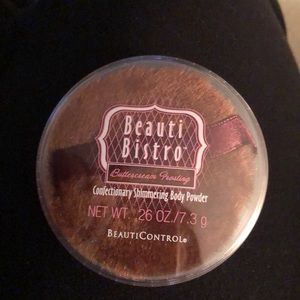 Beauti
Bistro
Buttercream Frosting
Confectionary Shimmering Body Powder
NET WT. .26 OZ/7.3 g
BEAUTICONTROL®